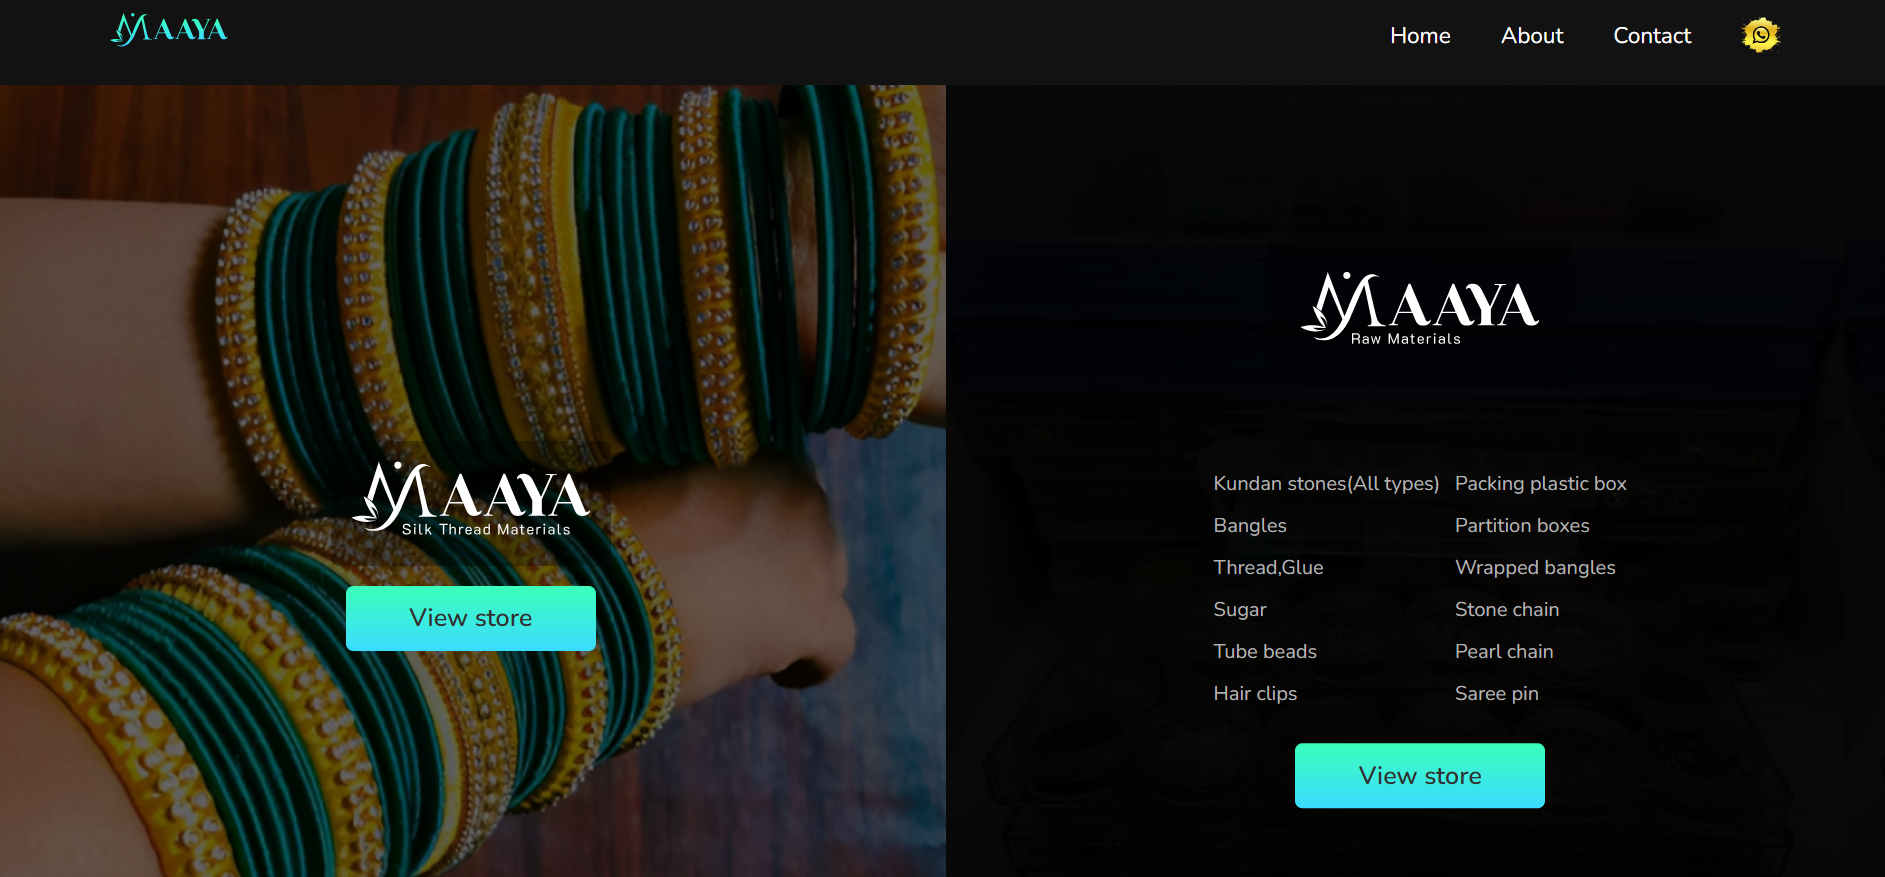 MAAYA
Home About Contact
MAAYA
Silk Thread Materials
View store
MAAYA
Raw Materials
Kundan stones(All types) Packing plastic box
Bangles Partition boxes
Thread,Glue Wrapped bangles
Sugar Stone chain
Tube beads Pearl chain
Hair clips Saree pin
View store